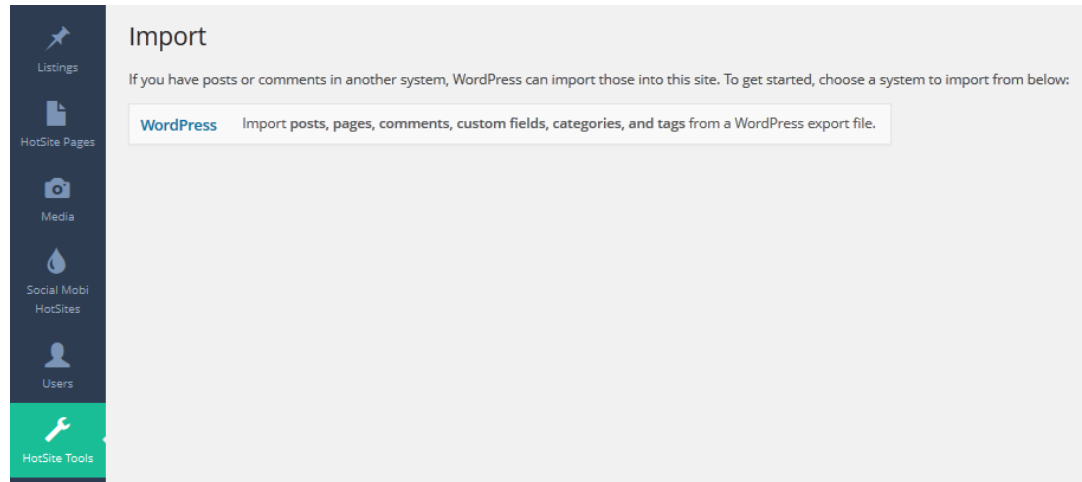 Listings
HotSite Pages
Media
Social Mobi
HotSites
Users
HotSite Tools
Import
If you have posts or comments in another system, WordPress can import those into this site. To get started, choose a system to import from below:
WordPress Import posts, pages, comments, custom fields, categories, and tags from a WordPress export file.